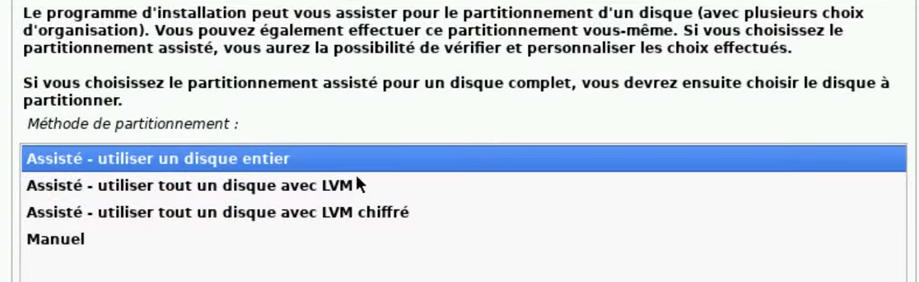 Le programme d'installation peut vous assister pour le partitionnement d'un disque (avec plusieurs choix
d'organisation). Vous pouvez également effectuer ce partitionnement vous-même. Si vous choisissez le
partitionnement assisté, vous aurez la possibilité de vérifier et personnaliser les choix effectués.
Si vous choisissez le partitionnement assisté pour un disque complet, vous devrez ensuite choisir le disque à
partitionner.
Méthode de partitionnement :
Assisté - utiliser un disque entier
Assisté - utiliser tout un disque avec LVM
Assisté - utiliser tout un disque avec LVM chiffré
Manuel